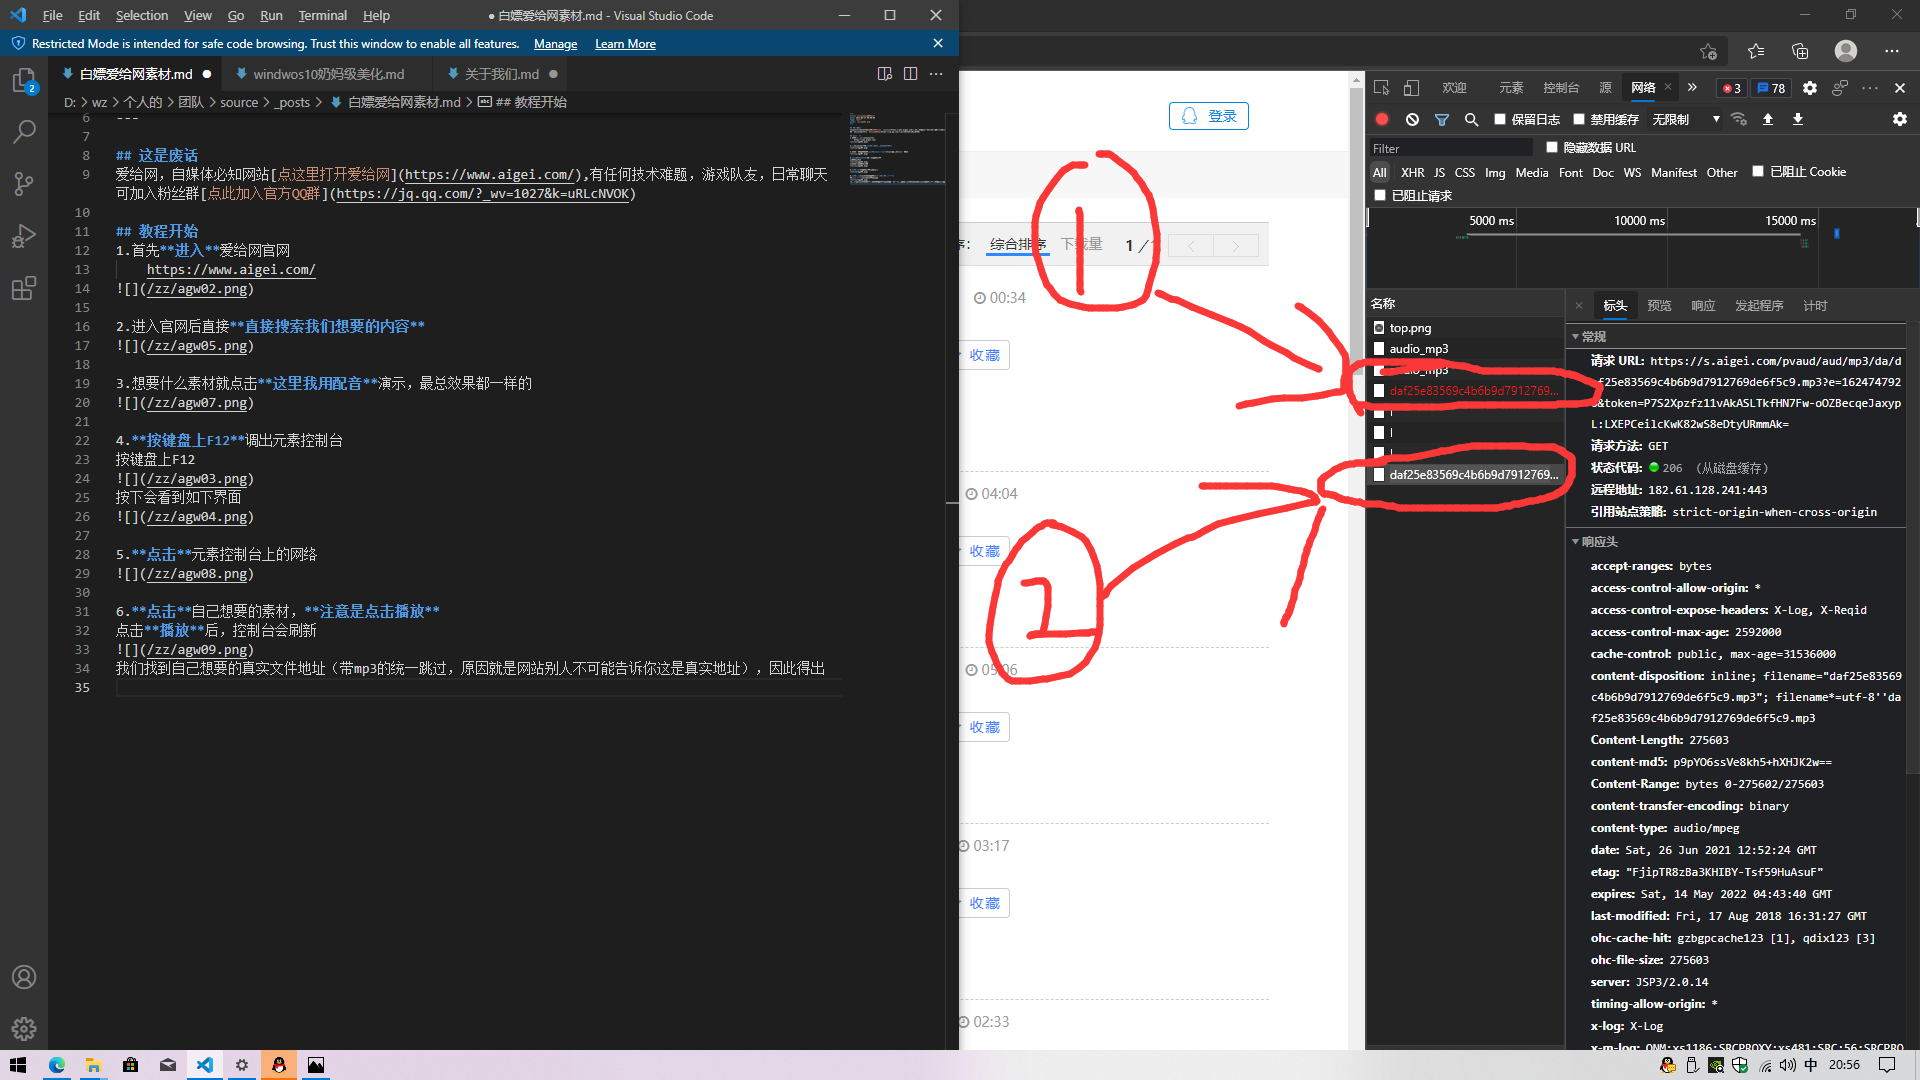 File Edit Selection View Go Run Terminal Help
● 白嫖爱给网素材.md - Visual Studio Code
Restricted Mode is intended for safe code browsing. Trust this window to enable all features. Manage Learn More
白嫖爱给网素材.md ●
windwos10奶妈级美化.md
关于我们.md ●
D: > wz > 个人的 > 团队 > source > _posts > 白嫖爱给网素材.md > ## 教程开始
6 ---
7
8 ## 这是废话
9 爱给网，自媒体必知网站[点这里打开爱给网](https://www.aigei.com/),有任何技术难题，游戏队友，日常聊天
可加入粉丝群[点此加入官方QQ群](https://jq.qq.com/?_wv=1027&k=uRLcNVOK)
10
11 ## 教程开始
12 1.首先**进入**爱给网官网
13 https://www.aigei.com/
14 ![](/zz/agw02.png)
15
16 2.进入官网后直接**直接搜索我们想要的内容**
17 ![](/zz/agw05.png)
18
19 3.想要什么素材就点击**这里我用配音**演示，最总效果都一样的
20 ![](/zz/agw07.png)
21
22 4.**按键盘上F12**调出元素控制台
23 按键盘上F12
24 ![](/zz/agw03.png)
25 按下会看到如下界面
26 ![](/zz/agw04.png)
27
28 5.**点击**元素控制台上的网络
29 ![](/zz/agw08.png)
30
31 6.**点击**自己想要的素材，**注意是点击播放**
32 点击**播放**后，控制台会刷新
33 ![](/zz/agw09.png)
34 我们找到自己想要的真实文件地址（带mp3的统一跳过，原因就是网站别人不可能告诉你这是真实地址），因此得出
35
2
登录
序: 综合排序 下载量 1 /
00:34
收藏
04:04
收藏
05:06
收藏
03:17
收藏
02:33
1
2
欢迎 元素 控制台 源 网络 × » 3 78
保留日志 禁用缓存 无限制
Filter 隐藏数据 URL
All XHR JS CSS Img Media Font Doc WS Manifest Other 已阻止 Cookie
已阻止请求
5000 ms 10000 ms 15000 ms
名称
top.png
audio_mp3
audio_mp3
daf25e83569c4b6b9d7912769...
l
l
l
daf25e83569c4b6b9d7912769...
标头 预览 响应 发起程序 计时
常规
请求 URL: https://s.aigei.com/pvaud/aud/mp3/da/d
af25e83569c4b6b9d7912769de6f5c9.mp3?e=162474792
&token=P7S2Xpzfz11vAkASLTkfHN7Fw-oOZBecqeJaxyp
L:LXEPCeilcKwK82wS8eDtyURmmAk=
请求方法: GET
状态代码: 206 （从磁盘缓存）
远程地址: 182.61.128.241:443
引用站点策略: strict-origin-when-cross-origin
响应头
accept-ranges: bytes
access-control-allow-origin: *
access-control-expose-headers: X-Log, X-Reqid
access-control-max-age: 2592000
cache-control: public, max-age=31536000
content-disposition: inline; filename="daf25e83569
c4b6b9d7912769de6f5c9.mp3"; filename*=utf-8''da
f25e83569c4b6b9d7912769de6f5c9.mp3
Content-Length: 275603
content-md5: p9pYO6ssVe8kh5+hXHJK2w==
Content-Range: bytes 0-275602/275603
content-transfer-encoding: binary
content-type: audio/mpeg
date: Sat, 26 Jun 2021 12:52:24 GMT
etag: "FjipTR8zBa3KHIBY-Tsf59HuAsuF"
expires: Sat, 14 May 2022 04:43:40 GMT
last-modified: Fri, 17 Aug 2018 16:31:27 GMT
ohc-cache-hit: gzbgpcache123 [1], qdix123 [3]
ohc-file-size: 275603
server: JSP3/2.0.14
timing-allow-origin: *
x-log: X-Log
x-m-log: QNM:xs1186;SRCPROXY:xs481;SRC:56;SRCPRO
中 20:56